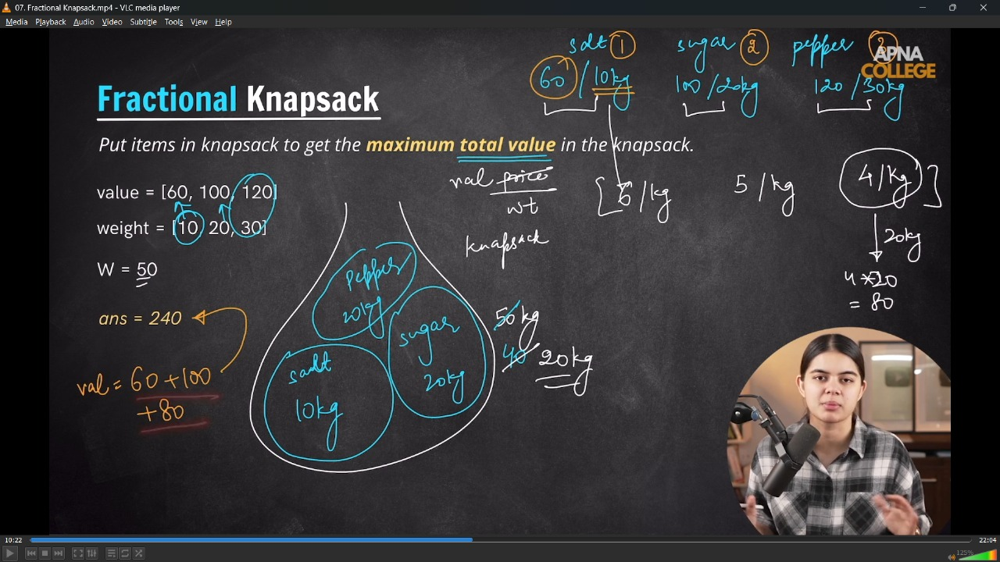 07. Fractional Knapsack.mp4 - VLC media player
Media Playback Audio Video Subtitle Tools View Help
salt 1 sugar 2 pepper 3
APNA
COLLEGE
60 / 10kg 100 / 20kg 120 / 30kg
Fractional Knapsack
Put items in knapsack to get the maximum total value in the knapsack.
value = [60, 100, 120]
weight = [10, 20, 30]
W = 50
ans = 240
val = 60 + 100
+ 80
val price
wt
[ 6 /kg 5 /kg 4 /kg ]
knapsack
20kg
4 * 20
= 80
pepper
20kg
sugar
20kg
salt
10kg
50kg
40 20kg
10:22
22:04
125%